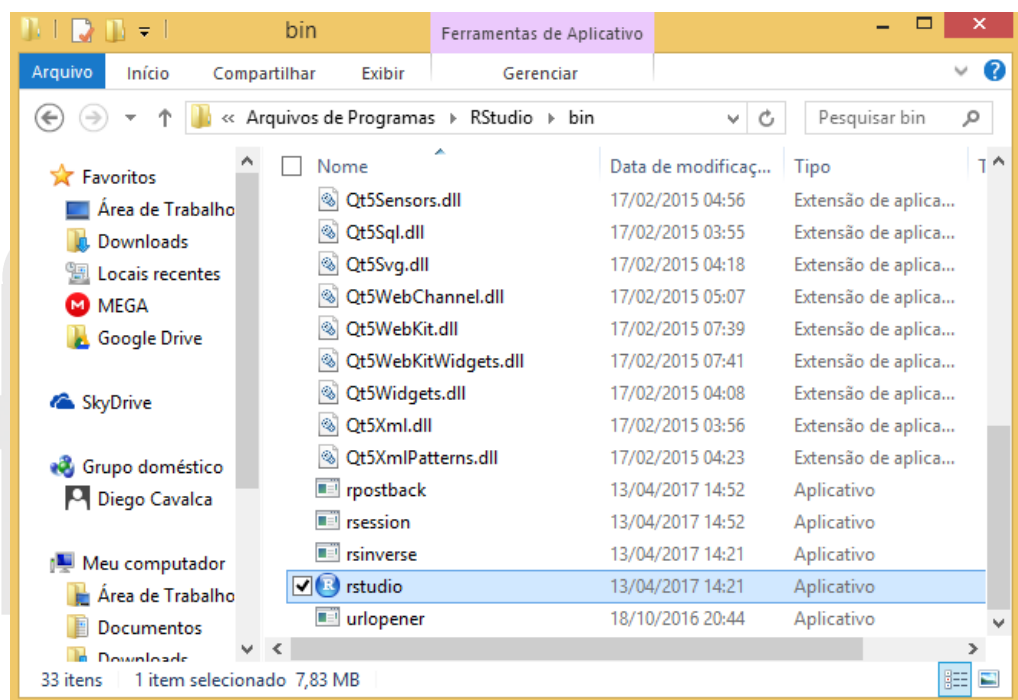 bin
Ferramentas de Aplicativo
Arquivo Início Compartilhar Exibir Gerenciar
« Arquivos de Programas RStudio bin Pesquisar bin
Nome Data de modificaç... Tipo T
Favoritos
Área de Trabalho
Downloads
Locais recentes
MEGA
Google Drive
SkyDrive
Grupo doméstico
Diego Cavalca
Meu computador
Área de Trabalho
Documentos
Downloads
Qt5Sensors.dll 17/02/2015 04:56 Extensão de aplica...
Qt5Sql.dll 17/02/2015 03:55 Extensão de aplica...
Qt5Svg.dll 17/02/2015 04:18 Extensão de aplica...
Qt5WebChannel.dll 17/02/2015 05:07 Extensão de aplica...
Qt5WebKit.dll 17/02/2015 07:39 Extensão de aplica...
Qt5WebKitWidgets.dll 17/02/2015 07:41 Extensão de aplica...
Qt5Widgets.dll 17/02/2015 04:08 Extensão de aplica...
Qt5Xml.dll 17/02/2015 03:56 Extensão de aplica...
Qt5XmlPatterns.dll 17/02/2015 04:23 Extensão de aplica...
rpostback 13/04/2017 14:52 Aplicativo
rsession 13/04/2017 14:52 Aplicativo
rsinverse 13/04/2017 14:21 Aplicativo
rstudio 13/04/2017 14:21 Aplicativo
urlopener 18/10/2016 20:44 Aplicativo
33 itens 1 item selecionado 7,83 MB